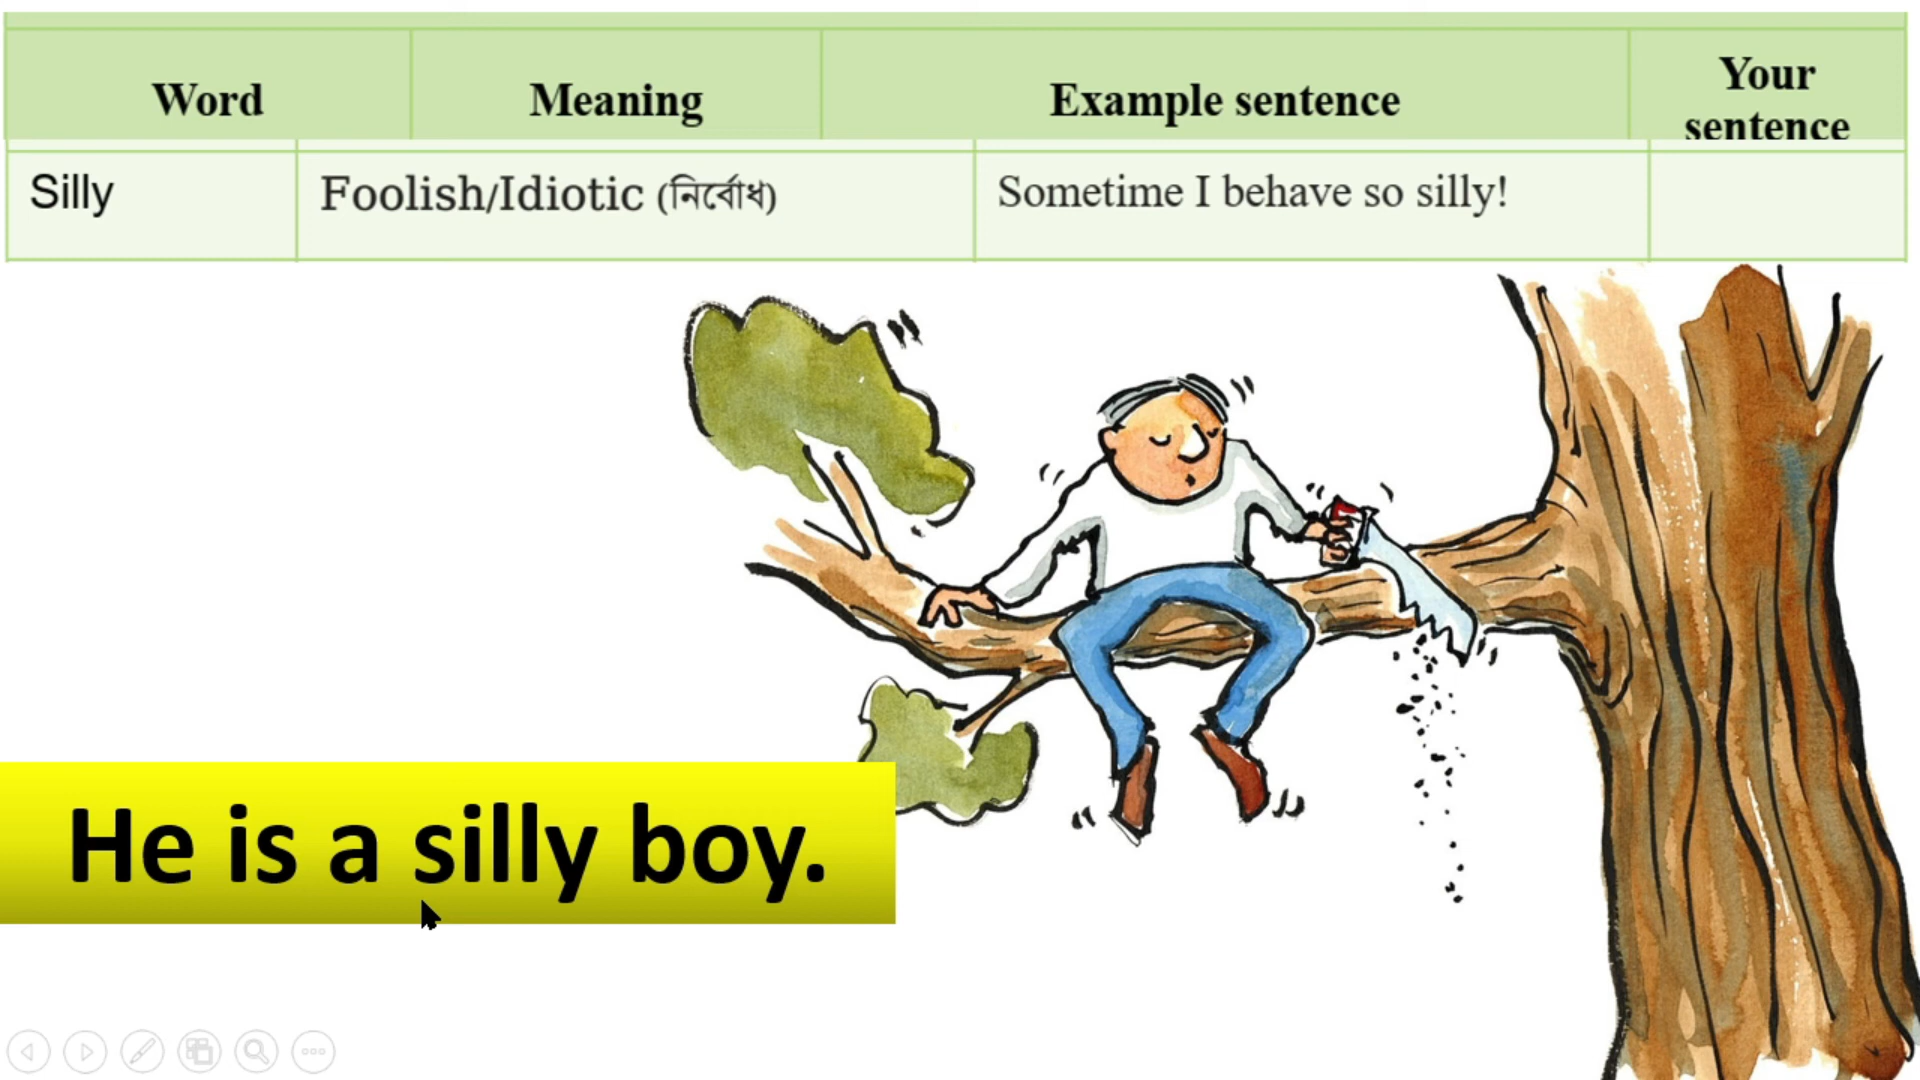 Word Meaning Example sentence Your sentence
Silly Foolish/Idiotic (নির্বোধ) Sometime I behave so silly!
He is a silly boy.